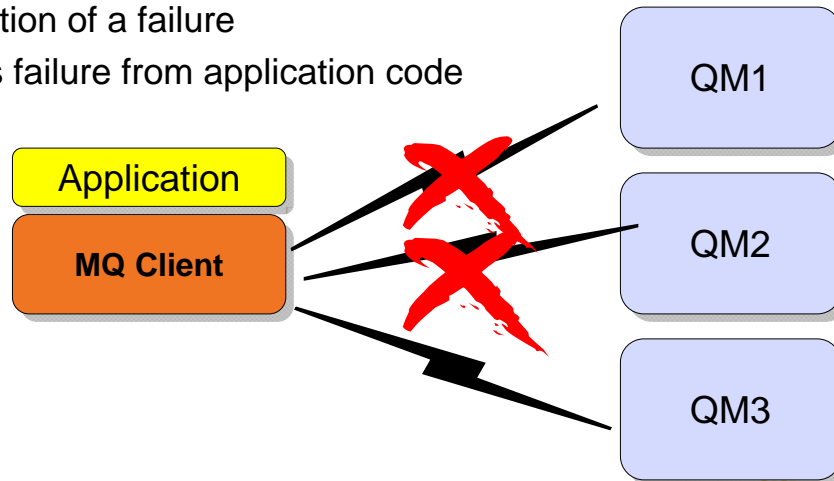 tion of a failure
s failure from application code
QM1
Application
MQ Client
QM2
QM3